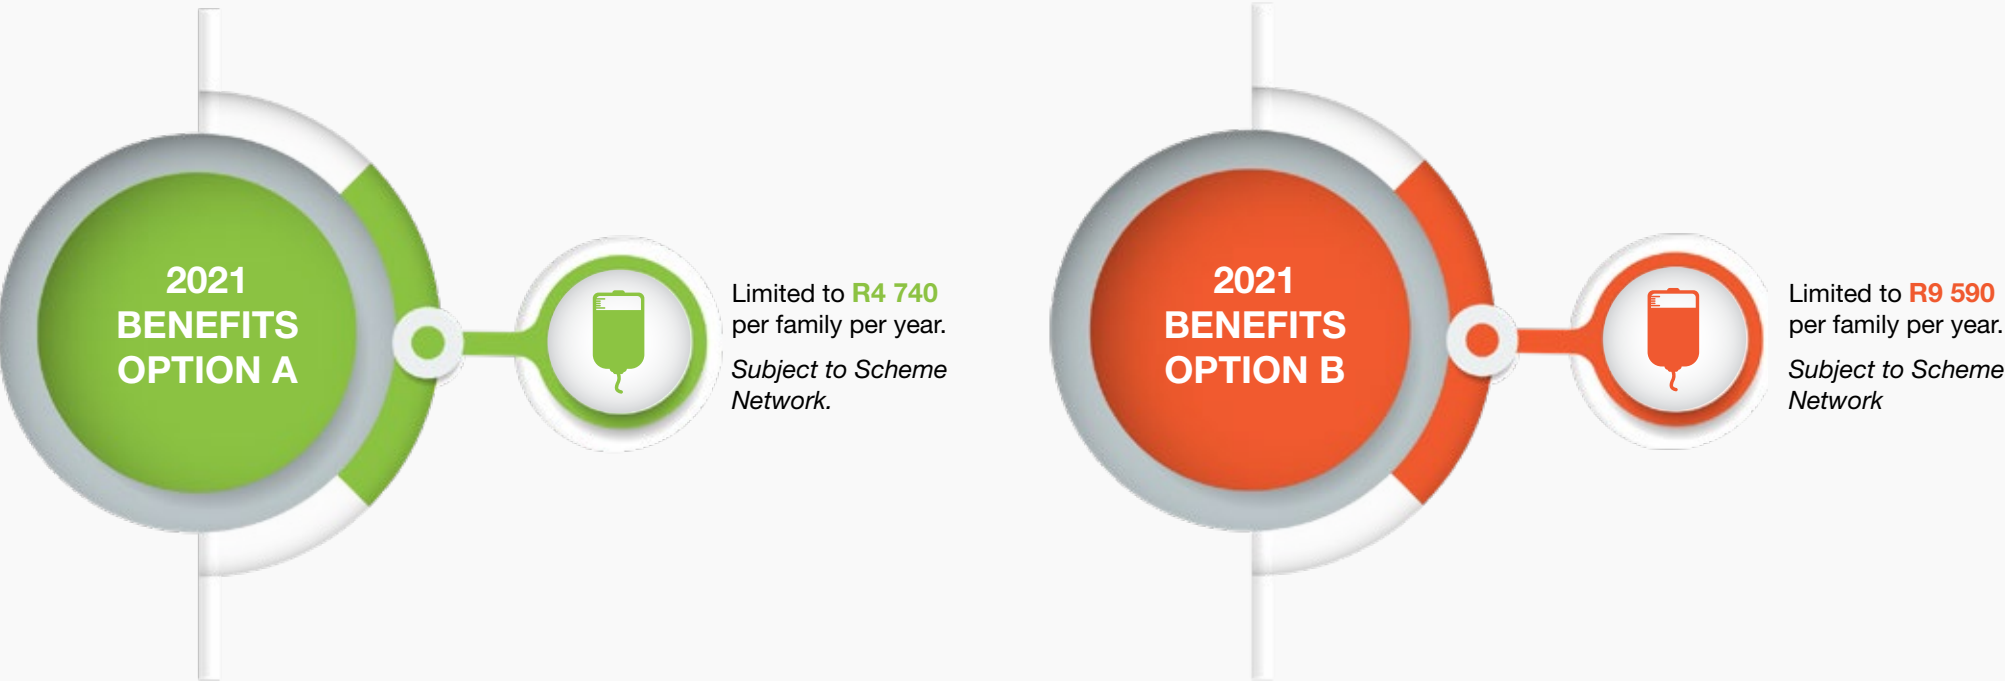 2021
BENEFITS
OPTION A
Limited to R4 740
per family per year.
Subject to Scheme
Network.
2021
BENEFITS
OPTION B
Limited to R9 590
per family per year.
Subject to Scheme
Network